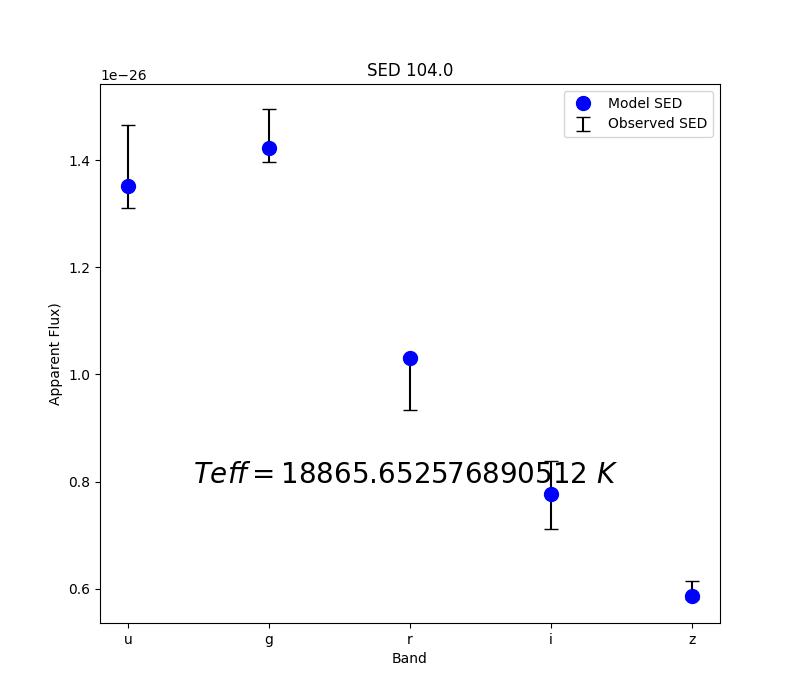 SED 104.0
1e−26
Model SED
Observed SED
1.4
1.2
1.0
0.8
0.6
Apparent Flux)
Teff = 18865.652576890512 K
u g r i z
Band